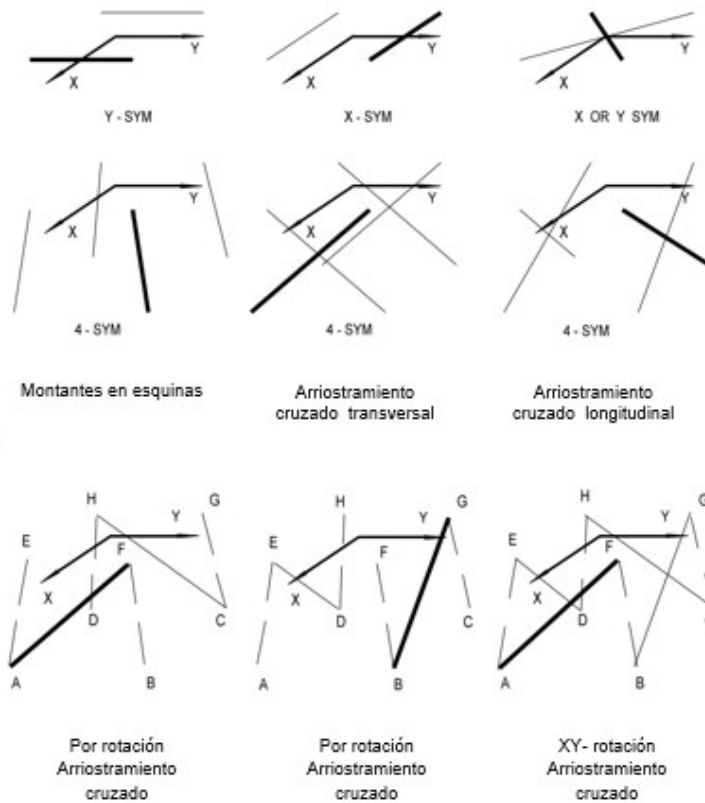 Y
X
Y - SYM
Y
X
X - SYM
Y
X
X OR Y SYM
Y
X
4 - SYM
Y
X
4 - SYM
Y
X
4 - SYM
Montantes en esquinas
Arriostramiento
cruzado transversal
Arriostramiento
cruzado longitudinal
H
G
E
Y
F
X
D
C
A
B
Por rotación
Arriostramiento
cruzado
H
G
E
Y
F
X
D
C
A
B
Por rotación
Arriostramiento
cruzado
H
G
E
Y
F
X
D
A
B
XY- rotación
Arriostramiento
cruzado